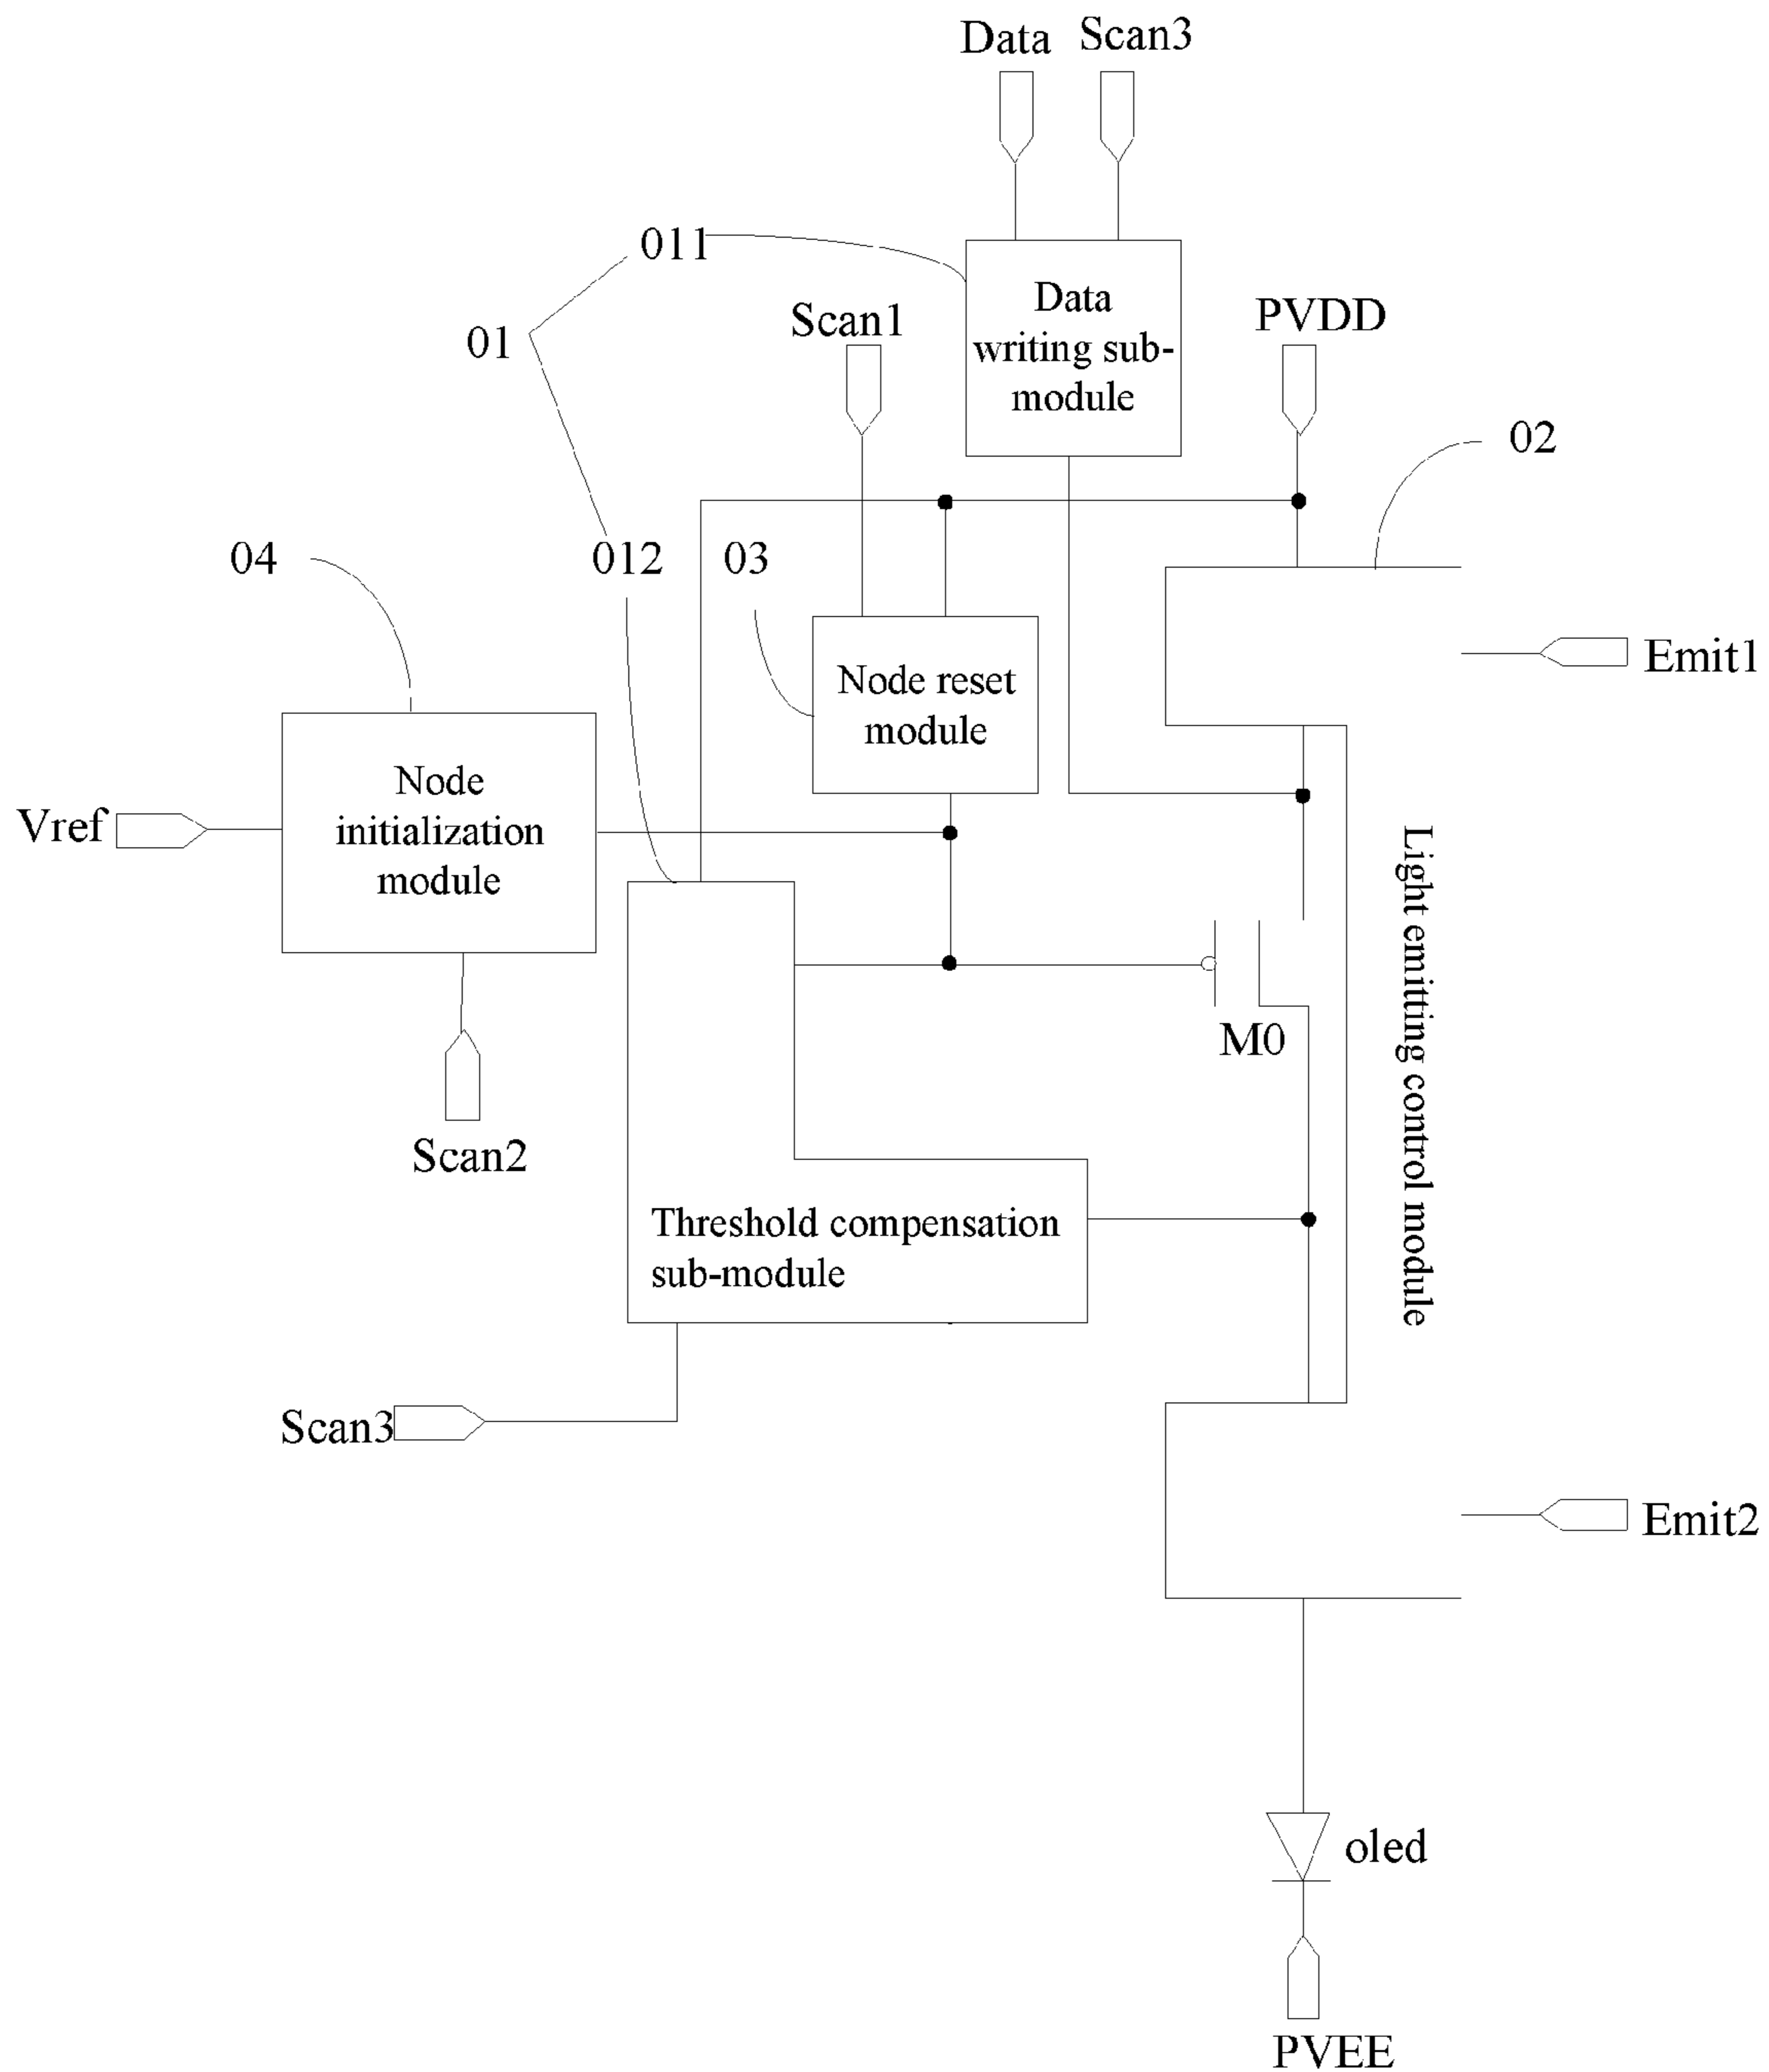 Data Scan3
011
Data
writing sub-
module
Scan1
PVDD
01
02
04
012
03
Node reset
module
Emit1
Node
initialization
module
Vref
Light emitting control module
M0
Scan2
Threshold compensation
sub-module
Scan3
Emit2
oled
PVEE